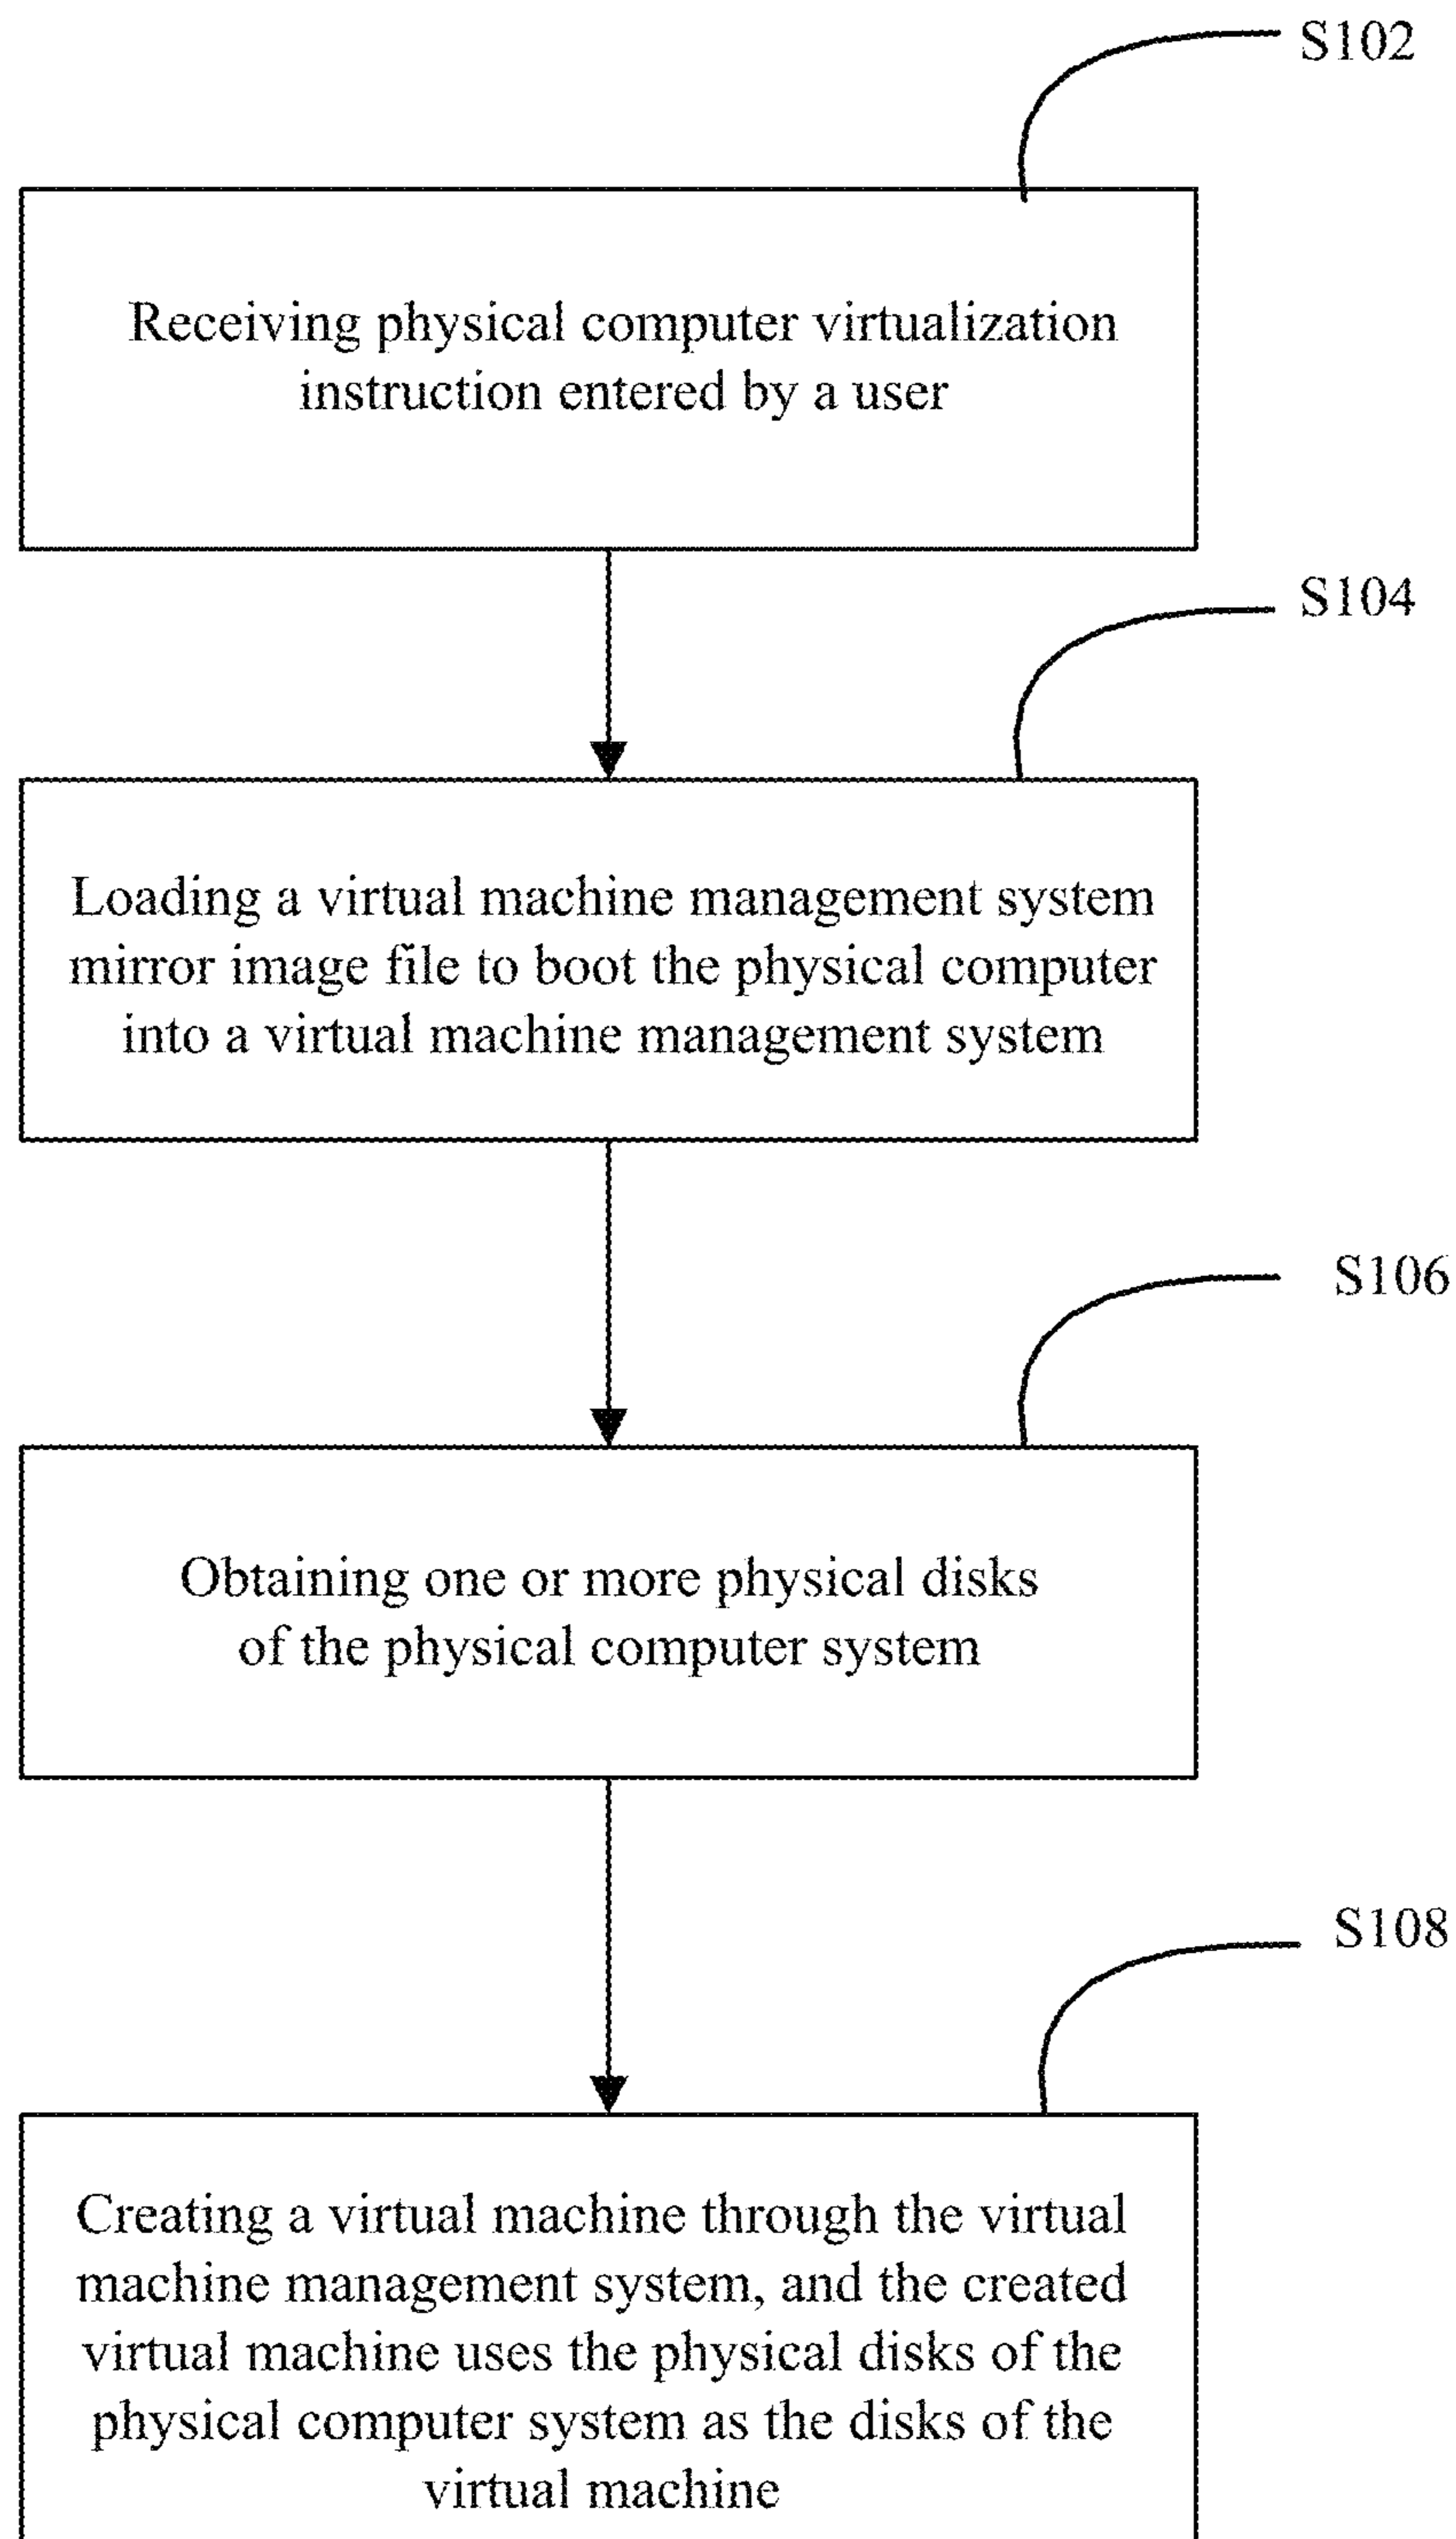 S102
Receiving physical computer virtualization
instruction entered by a user
S104
Loading a virtual machine management system
mirror image file to boot the physical computer
into a virtual machine management system
S106
Obtaining one or more physical disks
of the physical computer system
S108
Creating a virtual machine through the virtual
machine management system, and the created
virtual machine uses the physical disks of the
physical computer system as the disks of the
virtual machine